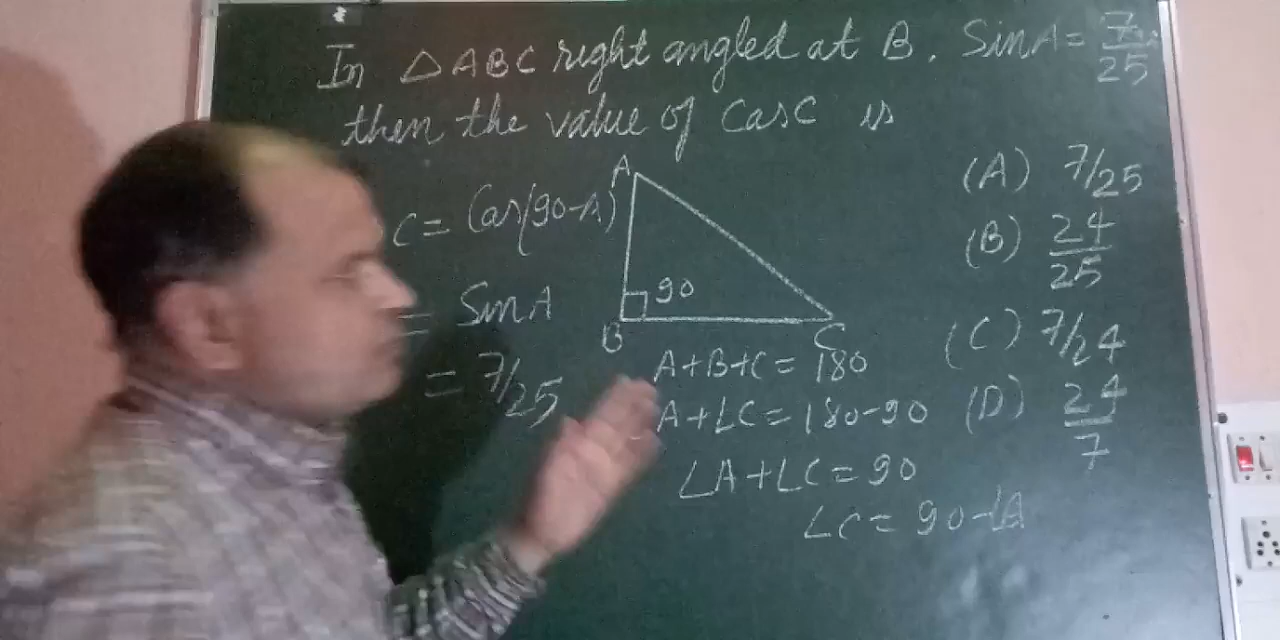 In △ABC right angled at B. SinA = 7/25
then the value of CosC is
C = Cos(90-A)
= SinA
= 7/25
A
90
B
C
A+B+C = 180
A+∠C = 180-90
∠A+∠C = 90
∠C = 90-∠A
(A) 7/25
(B) 24/25
(C) 7/24
(D) 24/7